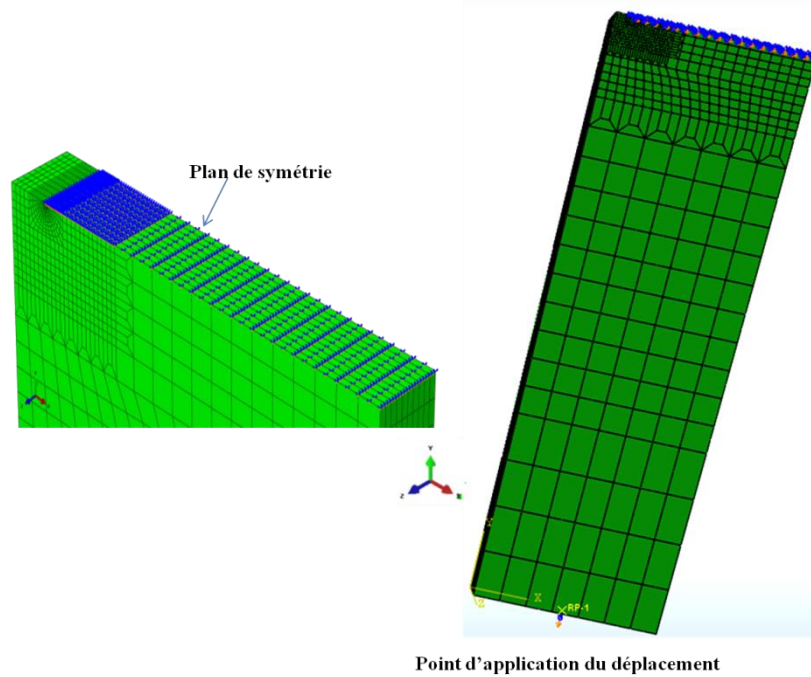 Plan de symétrie
Y
Z
X
Y
X
Z
RP-1
Point d’application du déplacement